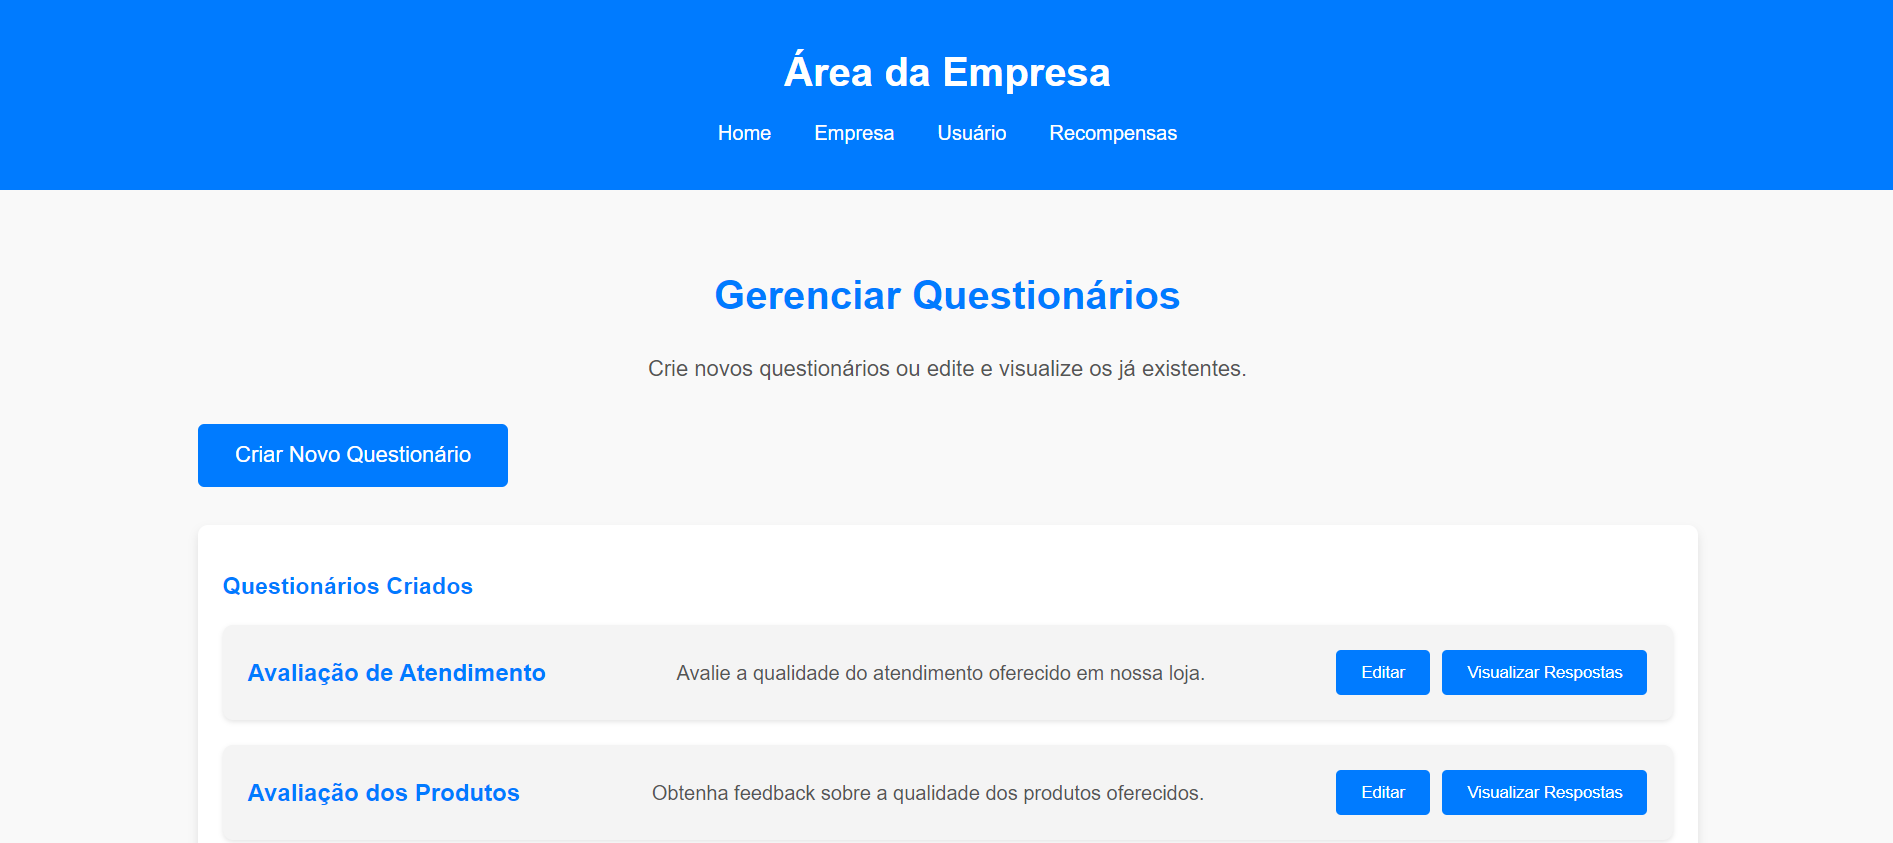 Área da Empresa
Home Empresa Usuário Recompensas
Gerenciar Questionários
Crie novos questionários ou edite e visualize os já existentes.
Criar Novo Questionário
Questionários Criados
Avaliação de Atendimento Avalie a qualidade do atendimento oferecido em nossa loja. Editar Visualizar Respostas
Avaliação dos Produtos Obtenha feedback sobre a qualidade dos produtos oferecidos. Editar Visualizar Respostas